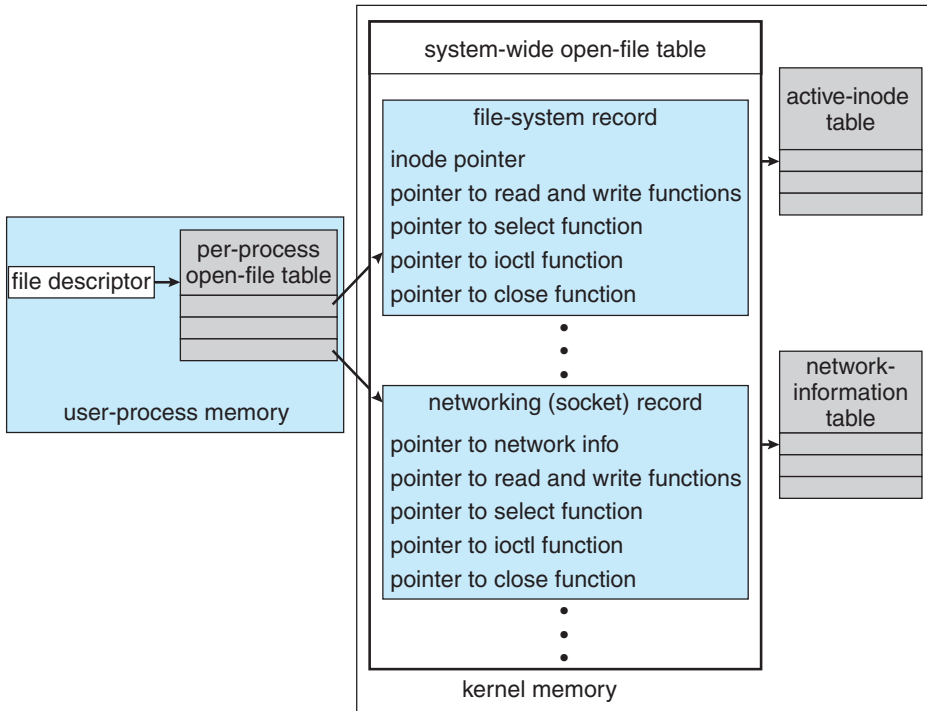 system-wide open-file table
file-system record
inode pointer
pointer to read and write functions
pointer to select function
pointer to ioctl function
pointer to close function
active-inode
table
per-process
open-file table
file descriptor
user-process memory
networking (socket) record
pointer to network info
pointer to read and write functions
pointer to select function
pointer to ioctl function
pointer to close function
network-
information
table
kernel memory